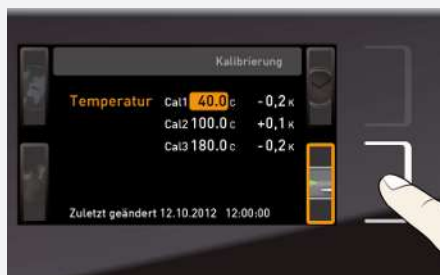 Kalibrierung
Temperatur Cal1 40.0 c -0,2 K
Cal2 100.0 c +0,1 K
Cal3 180.0 c -0,2 K
Zuletzt geändert 12.10.2012 12:00:00